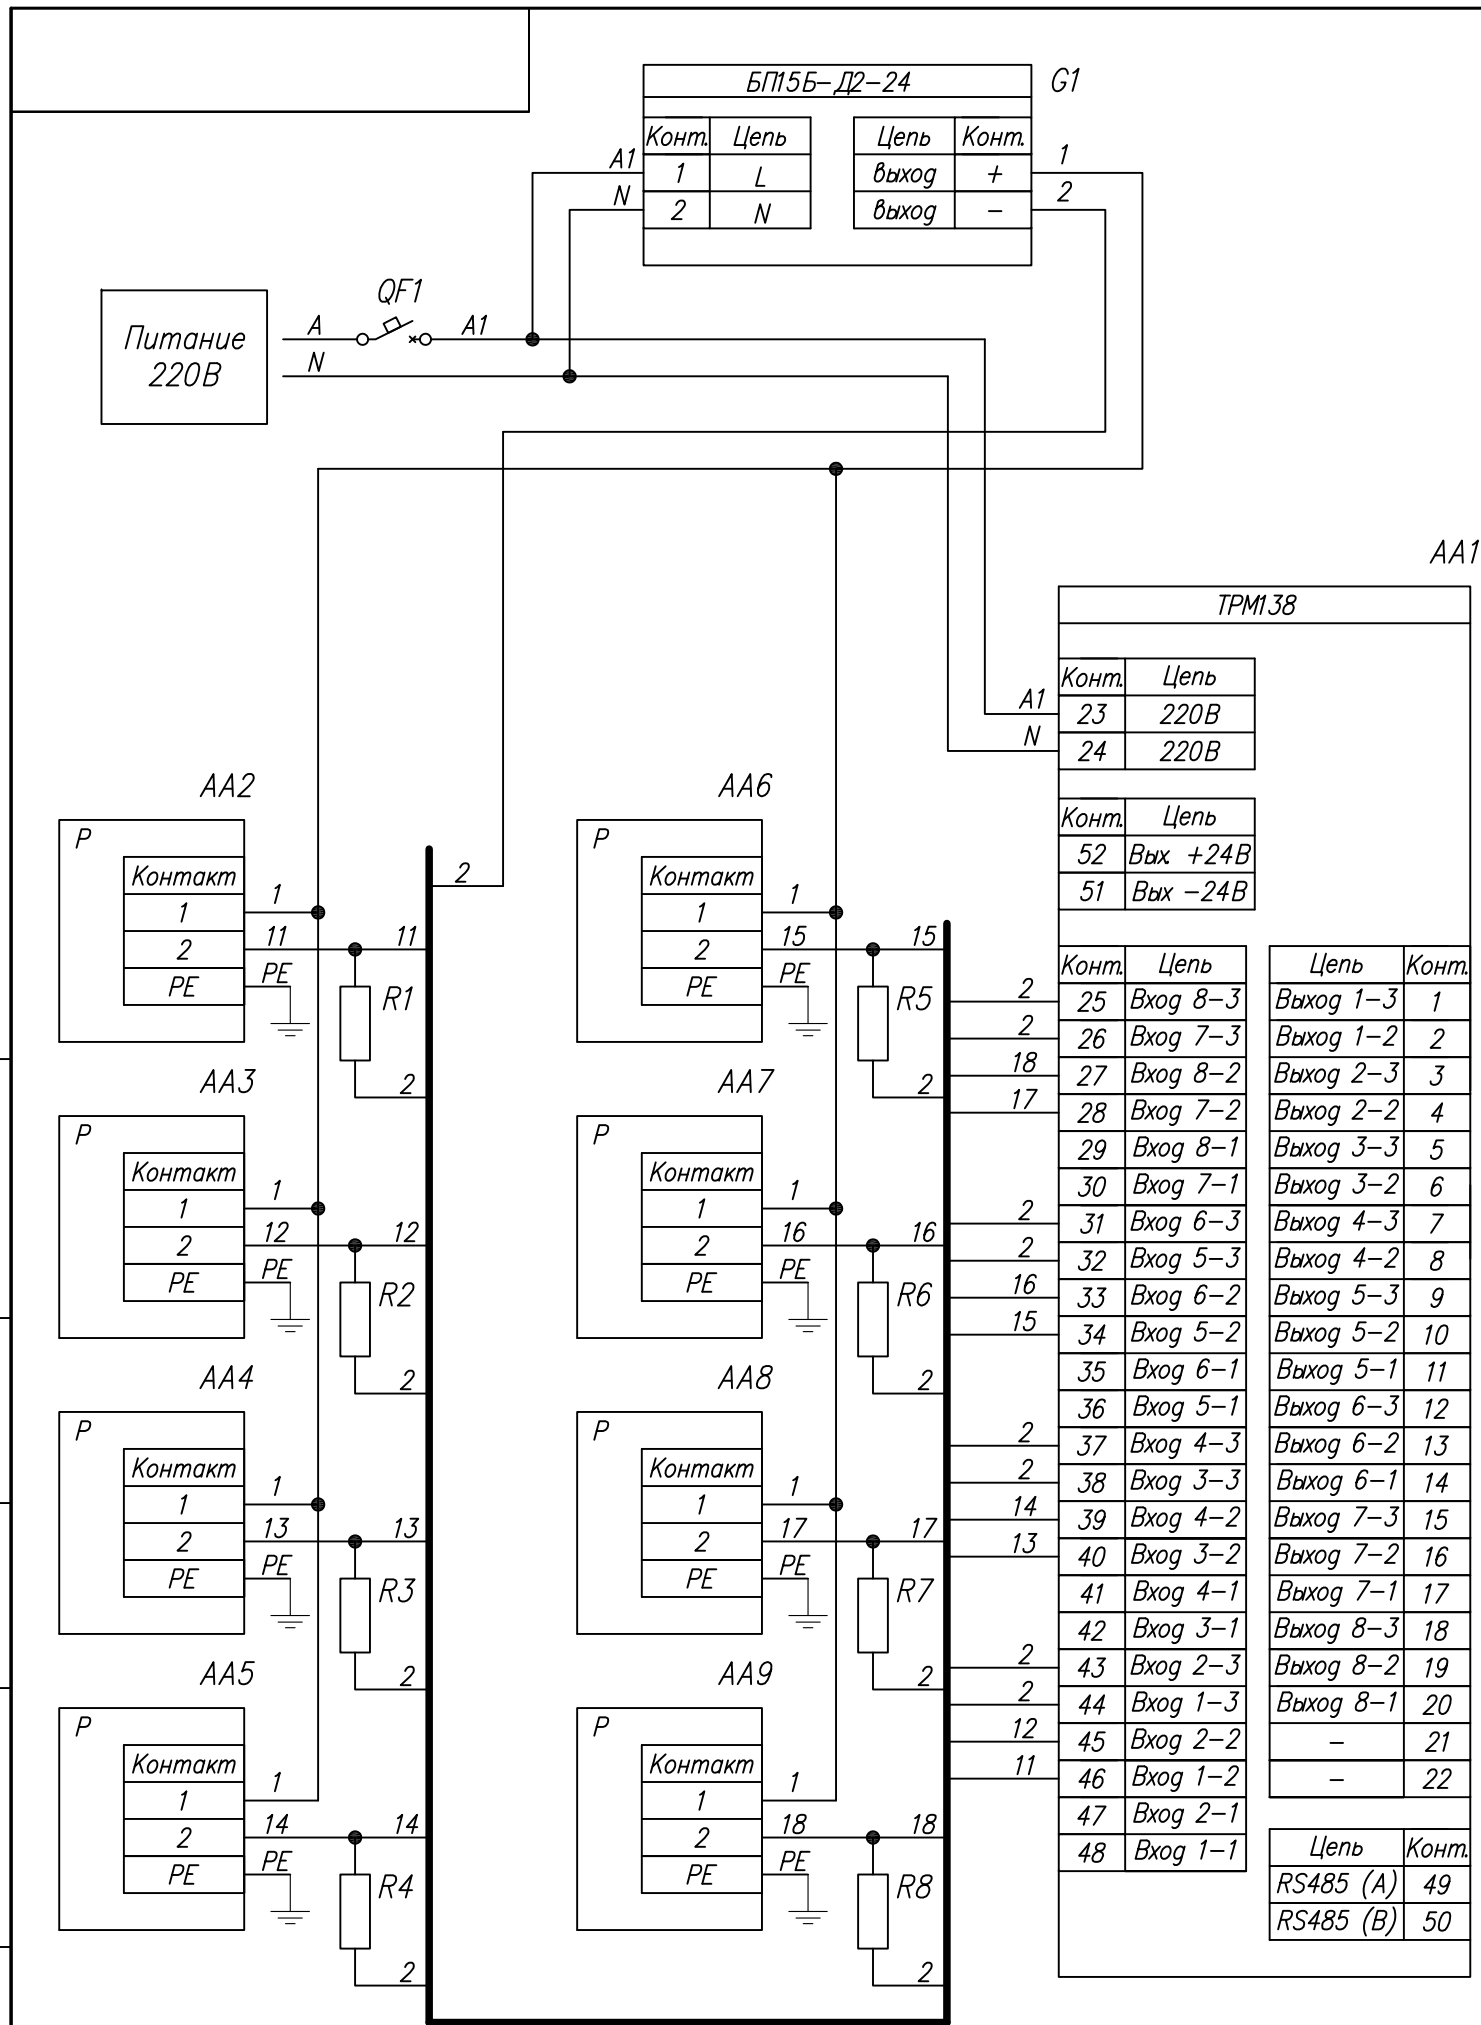 БП15Б-Д2-24 G1
Конт. Цепь Цепь Конт.
A1 1 L выход + 1
N 2 N выход - 2
QF1
Питание
220В
A A1
N
AA1
ТРМ138
Конт. Цепь
A1 23 220В
N 24 220В
Конт. Цепь
52 Вых. +24В
51 Вых -24В
AA2
P
Контакт
1 1
2 11 11
PE PE
R1
2
2
AA3
P
Контакт
1 1
2 12 12
PE PE
R2
2
AA4
P
Контакт
1 1
2 13 13
PE PE
R3
2
AA5
P
Контакт
1 1
2 14 14
PE PE
R4
2
AA6
P
Контакт
1 1
2 15 15
PE PE
R5
2
AA7
P
Контакт
1 1
2 16 16
PE PE
R6
2
AA8
P
Контакт
1 1
2 17 17
PE PE
R7
2
AA9
P
Контакт
1 1
2 18 18
PE PE
R8
2
Конт. Цепь Цепь Конт.
2 25 Вход 8-3 Выход 1-3 1
2 26 Вход 7-3 Выход 1-2 2
18 27 Вход 8-2 Выход 2-3 3
17 28 Вход 7-2 Выход 2-2 4
29 Вход 8-1 Выход 3-3 5
30 Вход 7-1 Выход 3-2 6
2 31 Вход 6-3 Выход 4-3 7
2 32 Вход 5-3 Выход 4-2 8
16 33 Вход 6-2 Выход 5-3 9
15 34 Вход 5-2 Выход 5-2 10
35 Вход 6-1 Выход 5-1 11
36 Вход 5-1 Выход 6-3 12
2 37 Вход 4-3 Выход 6-2 13
2 38 Вход 3-3 Выход 6-1 14
14 39 Вход 4-2 Выход 7-3 15
13 40 Вход 3-2 Выход 7-2 16
41 Вход 4-1 Выход 7-1 17
42 Вход 3-1 Выход 8-3 18
2 43 Вход 2-3 Выход 8-2 19
2 44 Вход 1-3 Выход 8-1 20
12 45 Вход 2-2 - 21
11 46 Вход 1-2 - 22
47 Вход 2-1
48 Вход 1-1
Цепь Конт.
RS485 (A) 49
RS485 (B) 50